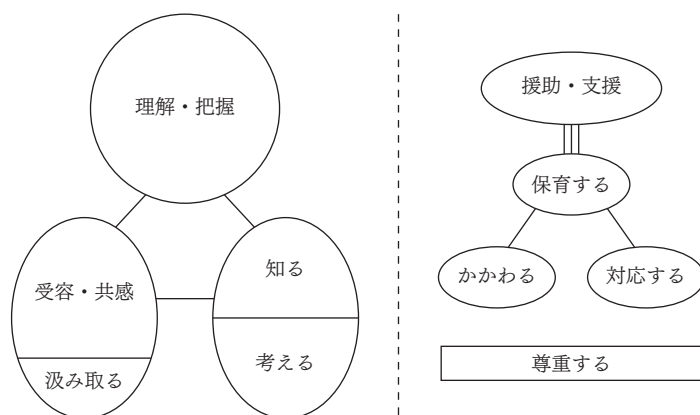 理解・把握
受容・共感
汲み取る
知る
考える
援助・支援
保育する
かかわる
対応する
尊重する